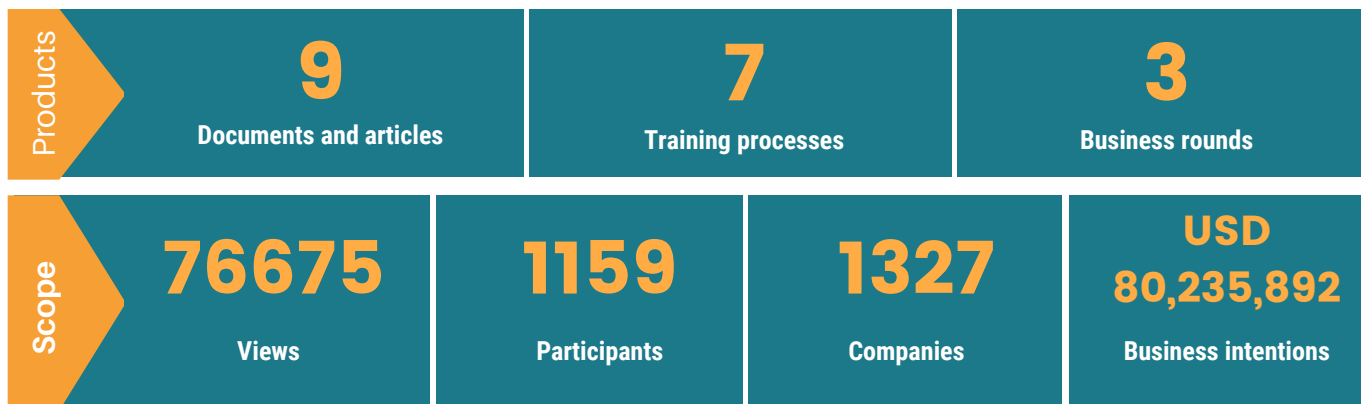 Products
9
Documents and articles
7
Training processes
3
Business rounds
Scope
76675
Views
1159
Participants
1327
Companies
USD
80,235,892
Business intentions